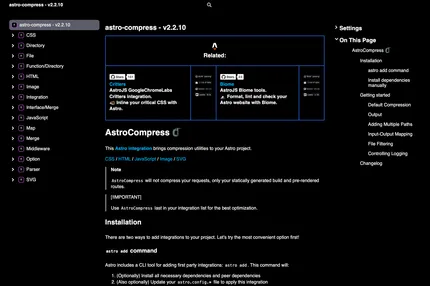 astro-compress - v2.2.10
astro-compress - v2.2.10
CSS
Directory
File
Function/Directory
HTML
Image
Integration
Interface/Merge
JavaScript
Map
Merge
Middleware
Option
Parser
SVG
Related:
Critters
AstroJS GoogleChromeLabs
Critters Integration.
Inline your critical CSS with
Astro.
Biome
AstroJS Biome tools.
Format, lint and check your
Astro website with Biome.
AstroCompress
This Astro integration brings compression utilities to your Astro project.
CSS / HTML / JavaScript / Image / SVG
Note
AstroCompress will not compress your requests, only your statically generated build and pre-rendered
routes.
[!IMPORTANT]
Use AstroCompress last in your integration list for the best optimization.
Installation
There are two ways to add integrations to your project. Let's try the most convenient option first!
astro add command
Astro includes a CLI tool for adding first party integrations: astro add. This command will:
1. (Optionally) Install all necessary dependencies and peer dependencies
2. (Also optionally) Update your astro.config.* file to apply this integration
Settings
On This Page
AstroCompress
Installation
astro add command
Install dependencies
manually
Getting started
Default Compression
Output
Adding Multiple Paths
Input-Output Mapping
File Filtering
Controlling Logging
Changelog